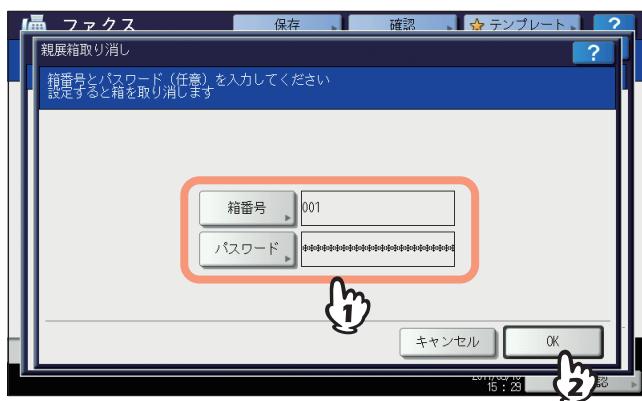 ファクス 保存 確認 テンプレート ?
親展箱取り消し ?
箱番号とパスワード（任意）を入力してください
設定すると箱を取り消します
箱番号 001
パスワード ****************************
1
キャンセル OK
15:29
2